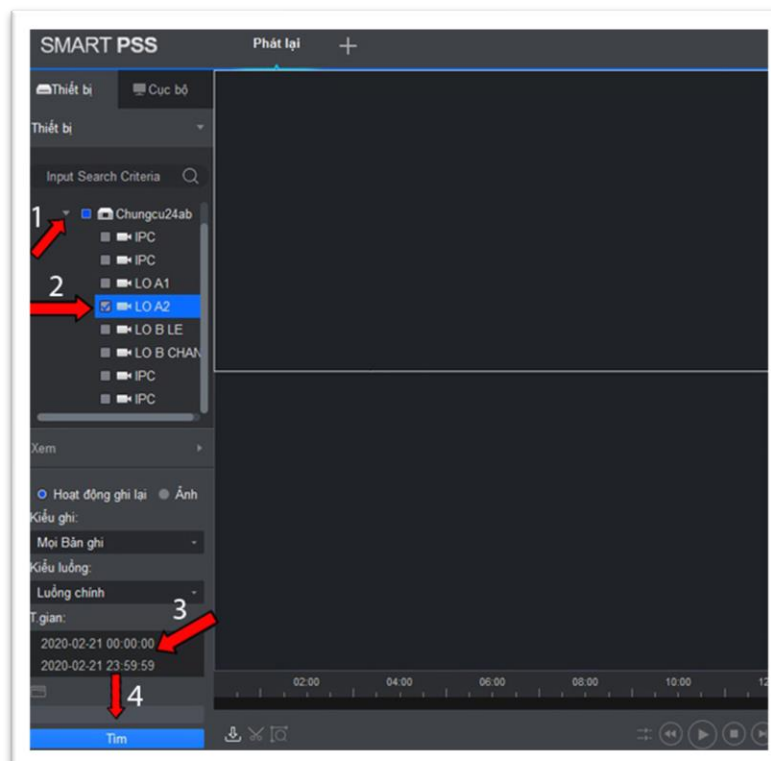 SMART PSS
Phát lại
Thiết bị
Cục bộ
Thiết bị
Input Search Criteria
1
Chungcu24ab
IPC
IPC
LO A1
2
LO A2
LO B LE
LO B CHAN
IPC
IPC
Xem
Hoạt động ghi lại
Ảnh
Kiểu ghi:
Mọi Bản ghi
Kiểu luồng:
Luồng chính
3
T.gian:
2020-02-21 00:00:00
2020-02-21 23:59:59
02:00 04:00 06:00 08:00 10:00 12
4
Tìm